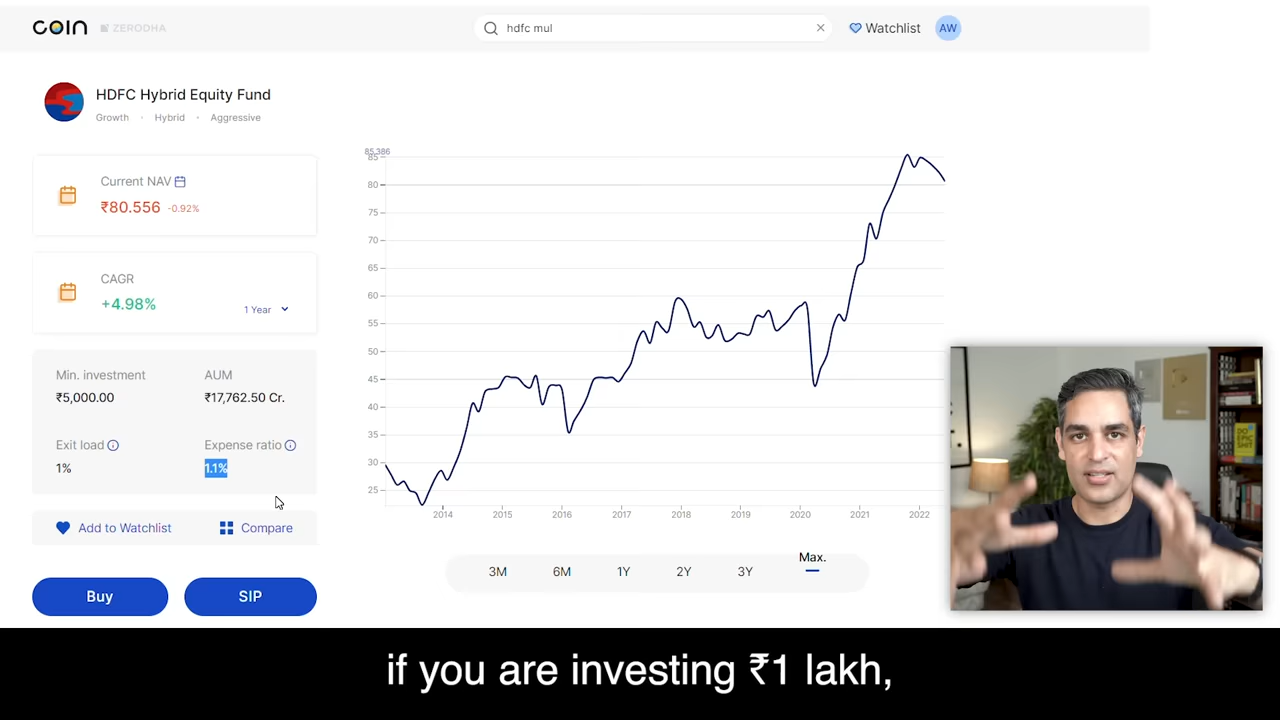 coin ZERODHA hdfc mul × Watchlist AW
HDFC Hybrid Equity Fund
Growth · Hybrid · Aggressive
Current NAV
₹80.556 -0.92%
CAGR
+4.98% 1 Year
Min. investment AUM
₹5,000.00 ₹17,762.50 Cr.
Exit load Expense ratio
1% 1.1%
Add to Watchlist Compare
Buy SIP
85,386
85
80
75
70
65
60
55
50
45
40
35
30
25
2014 2015 2016 2017 2018 2019 2020 2021 2022
3M 6M 1Y 2Y 3Y Max.
DO
EPIC
SHIT
if you are investing ₹1 lakh,